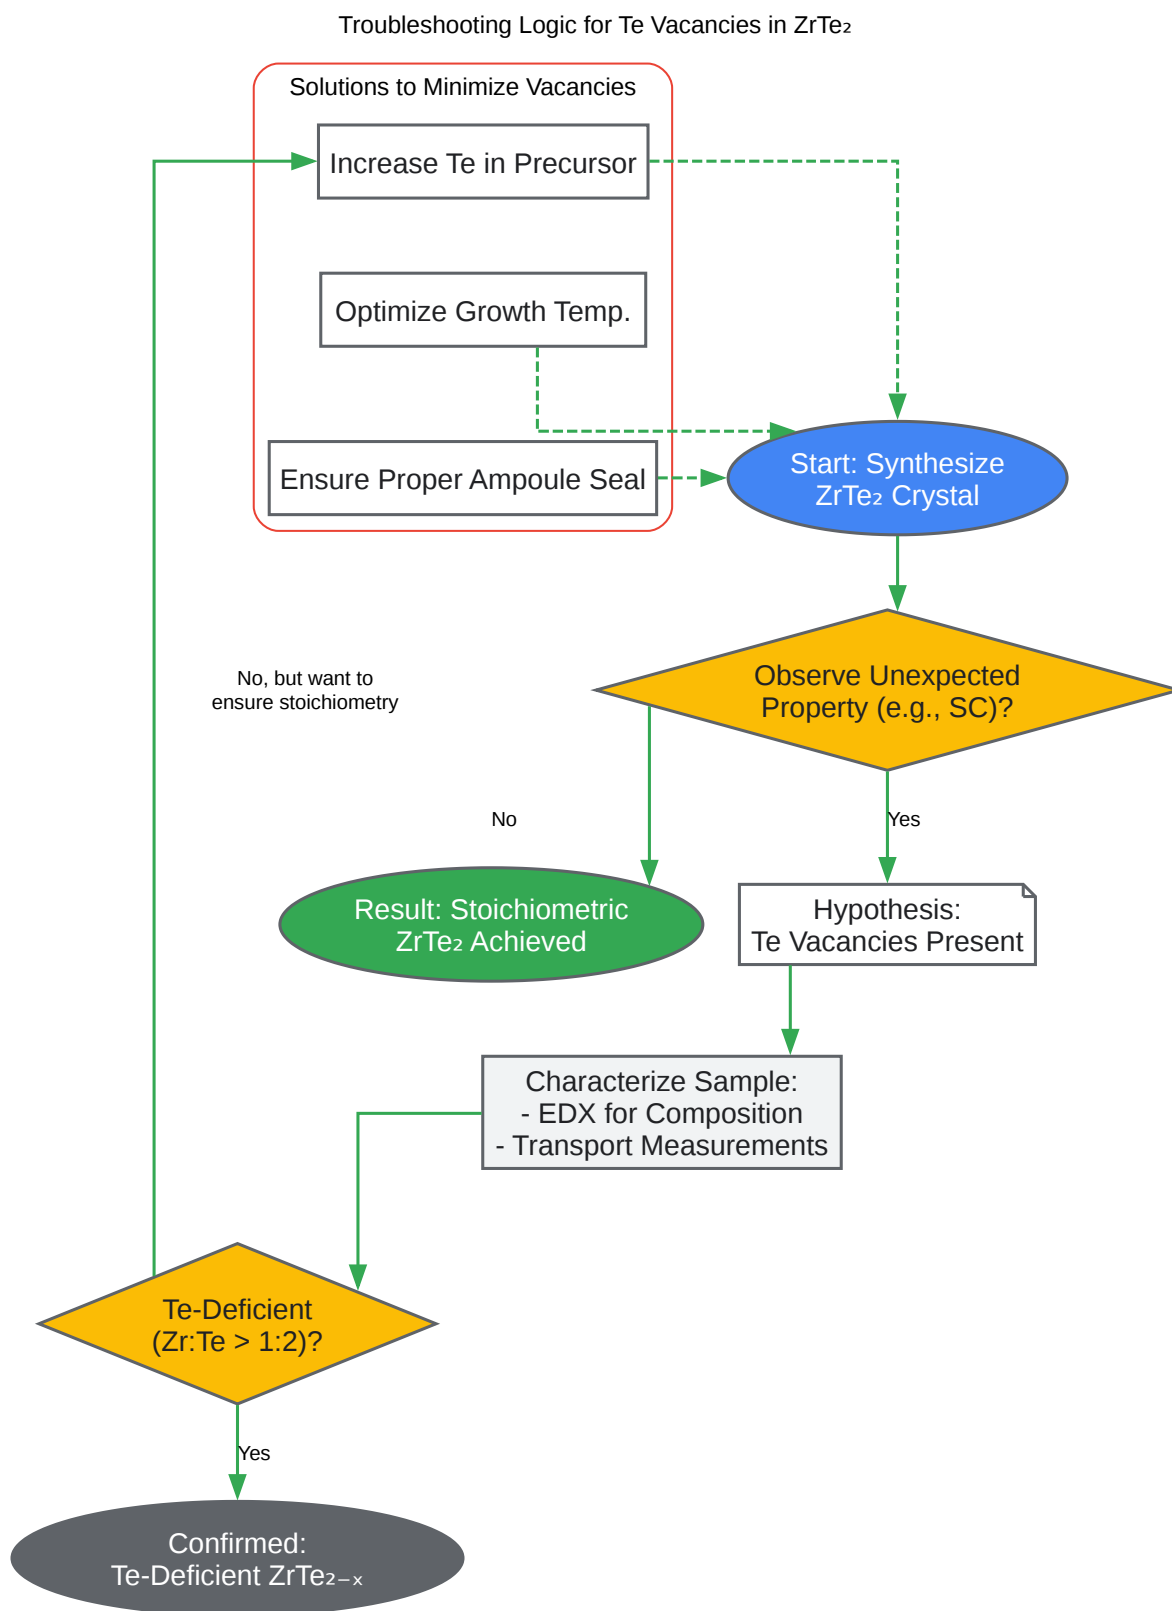 Troubleshooting Logic for Te Vacancies in ZrTe₂
Solutions to Minimize Vacancies
Increase Te in Precursor
Optimize Growth Temp.
Ensure Proper Ampoule Seal
Start: Synthesize
ZrTe₂ Crystal
No, but want to
ensure stoichiometry
Observe Unexpected
Property (e.g., SC)?
No
Yes
Result: Stoichiometric
ZrTe₂ Achieved
Hypothesis:
Te Vacancies Present
Characterize Sample:
- EDX for Composition
- Transport Measurements
Te-Deficient
(Zr:Te > 1:2)?
Yes
Confirmed:
Te-Deficient ZrTe₂₋ₓ